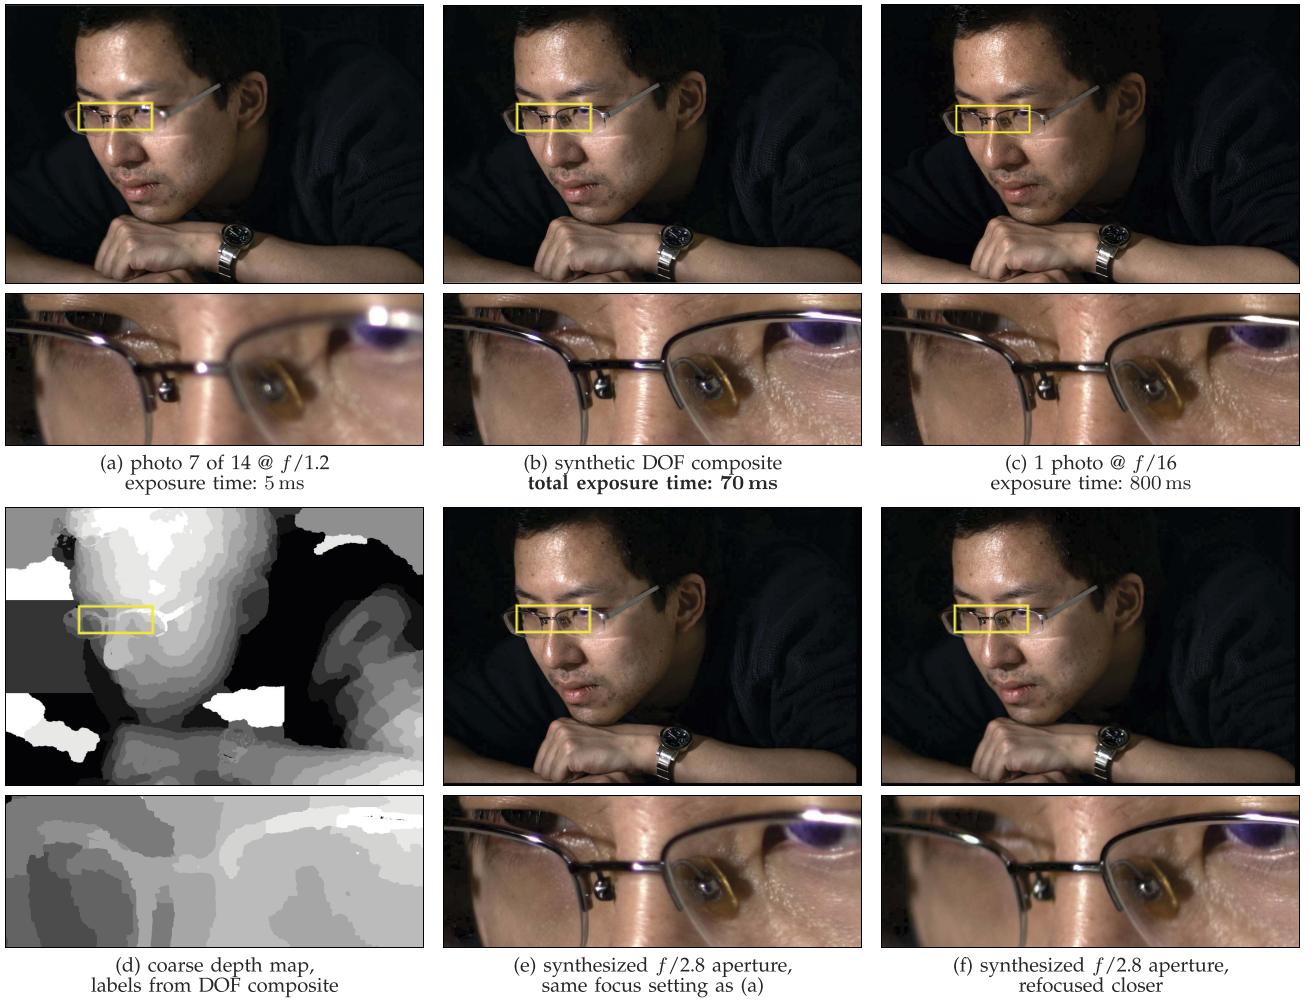 (a) photo 7 of 14 @ f/1.2
exposure time: 5 ms
(b) synthetic DOF composite
total exposure time: 70 ms
(c) 1 photo @ f/16
exposure time: 800 ms
(d) coarse depth map,
labels from DOF composite
(e) synthesized f/2.8 aperture,
same focus setting as (a)
(f) synthesized f/2.8 aperture,
refocused closer